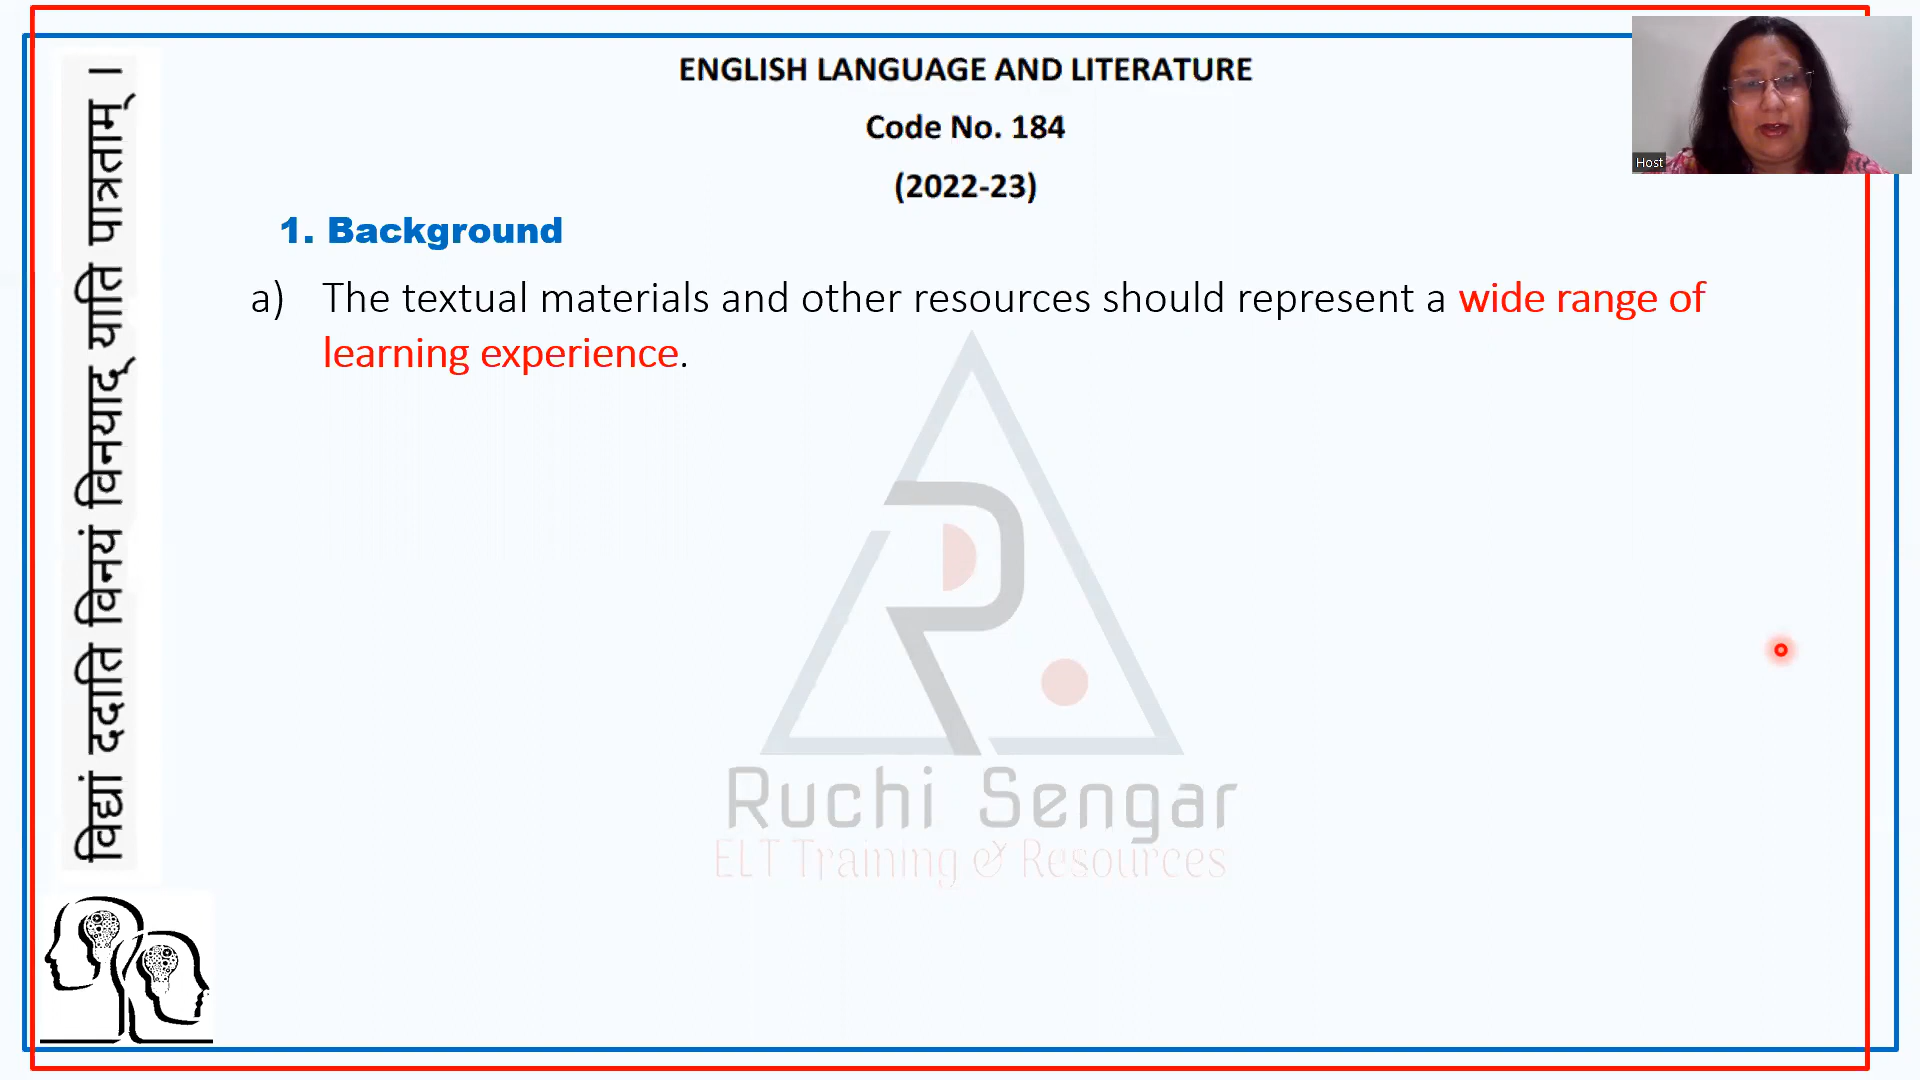 ENGLISH LANGUAGE AND LITERATURE
Code No. 184
(2022-23)
Host
1. Background
a) The textual materials and other resources should represent a wide range of
learning experience.
विद्यां ददाति विनयं विनयाद् याति पात्रताम् ।
Ruchi Sengar
ELT Training & Resources